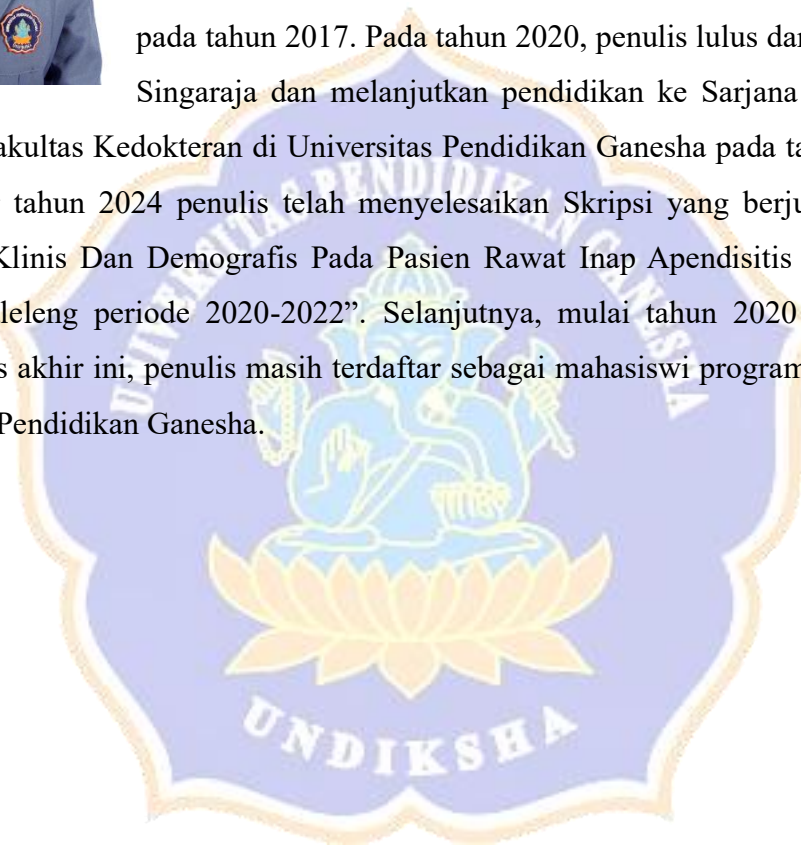 pada tahun 2017. Pada tahun 2020, penulis lulus dar
Singaraja dan melanjutkan pendidikan ke Sarjana
akultas Kedokteran di Universitas Pendidikan Ganesha pada ta
tahun 2024 penulis telah menyelesaikan Skripsi yang berju
Klinis Dan Demografis Pada Pasien Rawat Inap Apendisitis
leleng periode 2020-2022”. Selanjutnya, mulai tahun 2020
s akhir ini, penulis masih terdaftar sebagai mahasiswi program
Pendidikan Ganesha.
UNIVERSITAS PENDIDIKAN GANESHA
UNDIKSHA